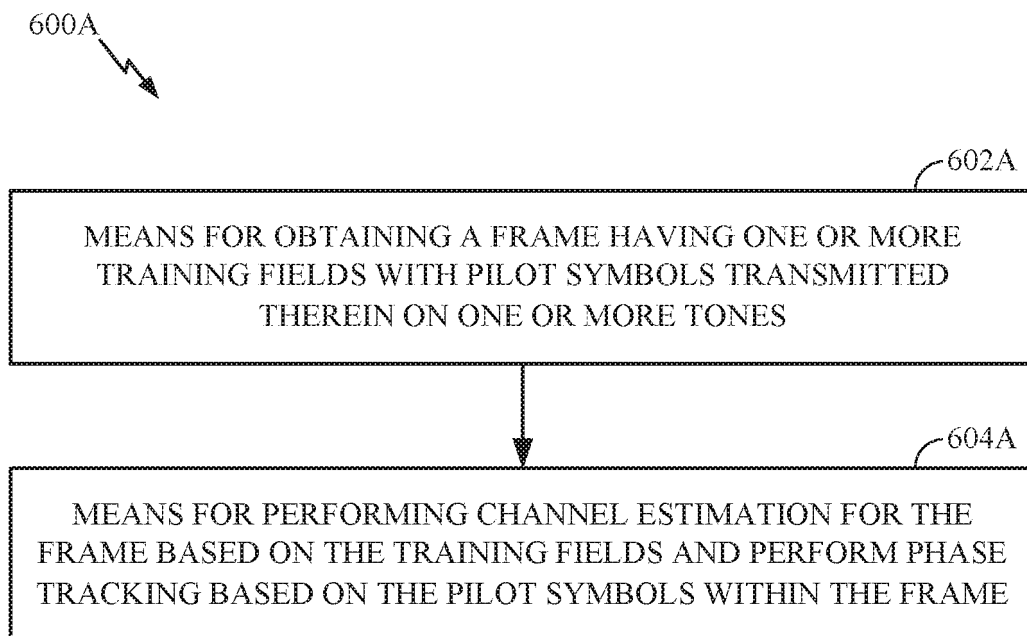 600A
602A
MEANS FOR OBTAINING A FRAME HAVING ONE OR MORE
TRAINING FIELDS WITH PILOT SYMBOLS TRANSMITTED
THEREIN ON ONE OR MORE TONES
604A
MEANS FOR PERFORMING CHANNEL ESTIMATION FOR THE
FRAME BASED ON THE TRAINING FIELDS AND PERFORM PHASE
TRACKING BASED ON THE PILOT SYMBOLS WITHIN THE FRAME